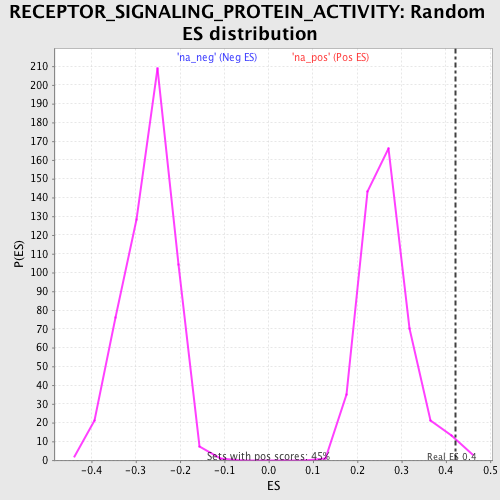 RECEPTOR_SIGNALING_PROTEIN_ACTIVITY: Random
ES distribution
'na_neg' (Neg ES) 'na_pos' (Pos ES)
P(ES)
210
200
190
180
170
160
150
140
130
120
110
100
90
80
70
60
50
40
30
20
10
0
Sets with pos scores: 45%
Real ES 0.4
-0.4 -0.3 -0.2 -0.1 0.0 0.1 0.2 0.3 0.4 0.5
ES